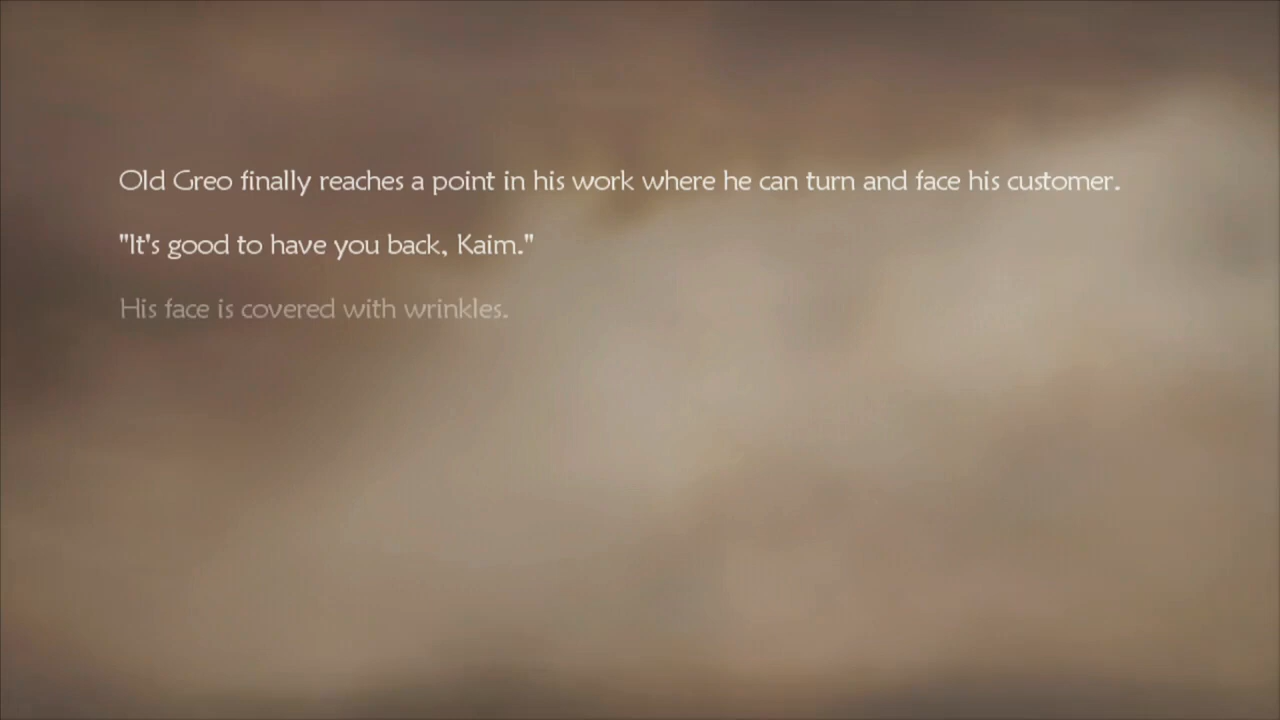 Old Greo finally reaches a point in his work where he can turn and face his customer.
"It's good to have you back, Kaim."
His face is covered with wrinkles.